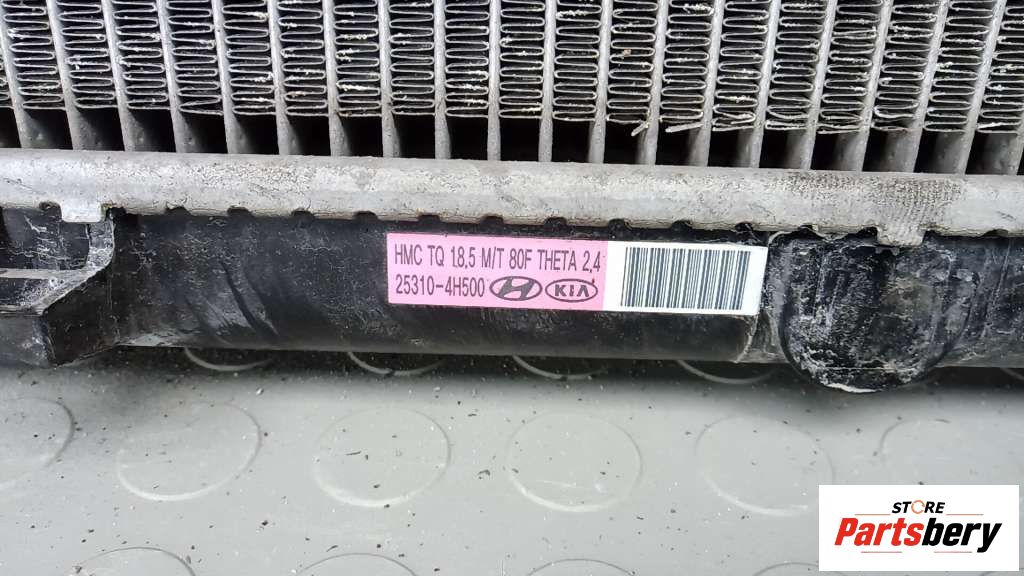 HMC TQ 18,5 M/T 80F THETA 2,4
25310-4H500 KIA
STORE
Partsbery